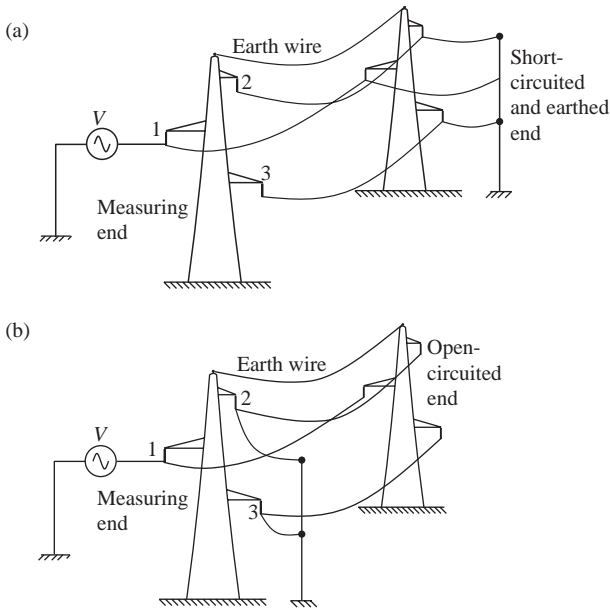 (a)
Earth wire
Short-
circuited
and earthed
end
2
V
1
3
Measuring
end
(b)
Earth wire
Open-
circuited
end
2
V
1
Measuring
end
3